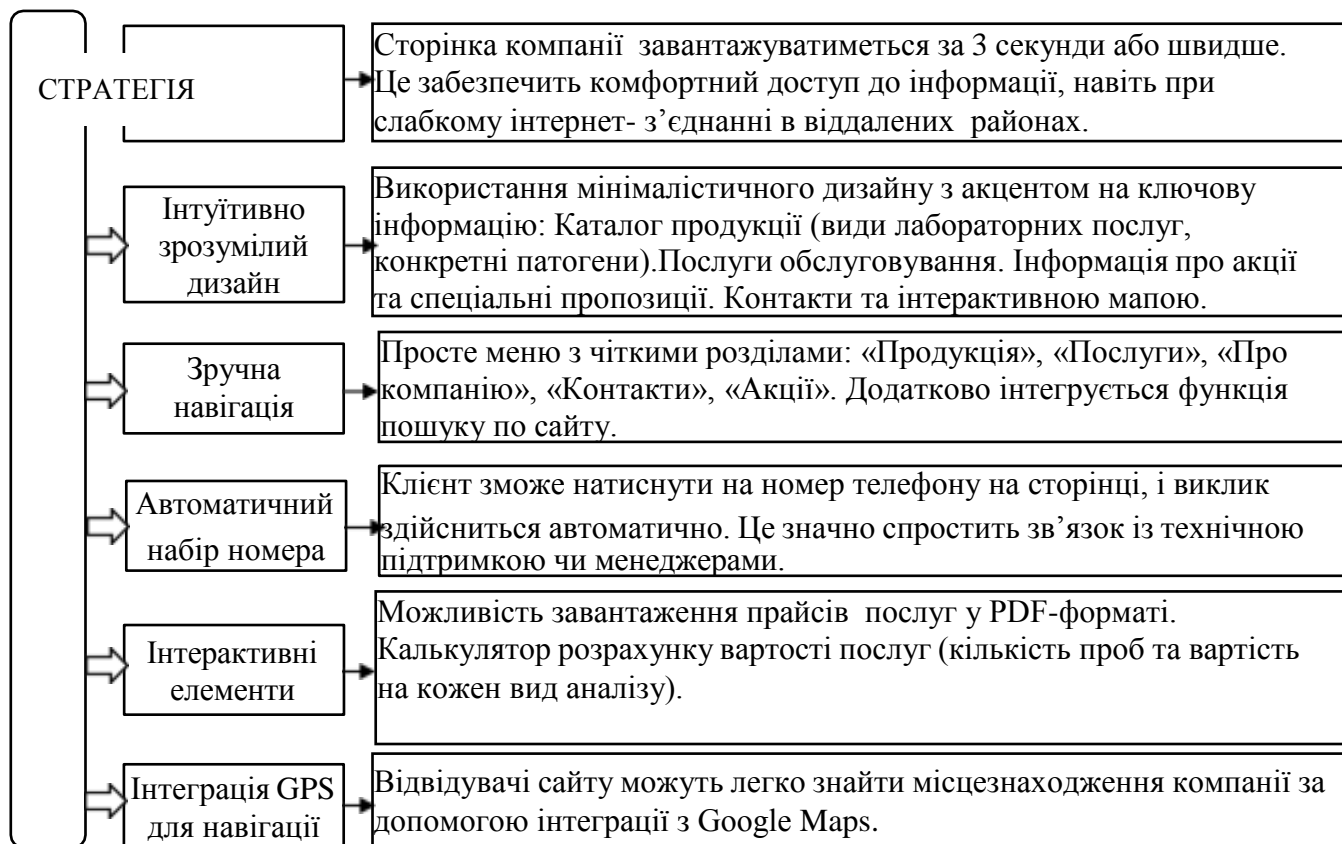 СТРАТЕГІЯ
Сторінка компанії завантажуватиметься за 3 секунди або швидше.
Це забезпечить комфортний доступ до інформації, навіть при
слабкому інтернет- з’єднанні в віддалених районах.
Інтуїтивно
зрозумілий
дизайн
Використання мінімалістичного дизайну з акцентом на ключову
інформацію: Каталог продукції (види лабораторних послуг,
конкретні патогени).Послуги обслуговування. Інформація про акції
та спеціальні пропозиції. Контакти та інтерактивною мапою.
Зручна
навігація
Просте меню з чіткими розділами: «Продукція», «Послуги», «Про
компанію», «Контакти», «Акції». Додатково інтегрується функція
пошуку по сайту.
Автоматичний
набір номера
Клієнт зможе натиснути на номер телефону на сторінці, і виклик
здійсниться автоматично. Це значно спростить зв’язок із технічною
підтримкою чи менеджерами.
Інтерактивні
елементи
Можливість завантаження прайсів послуг у PDF-форматі.
Калькулятор розрахунку вартості послуг (кількість проб та вартість
на кожен вид аналізу).
Інтеграція GPS
для навігації
Відвідувачі сайту можуть легко знайти місцезнаходження компанії за
допомогою інтеграції з Google Maps.